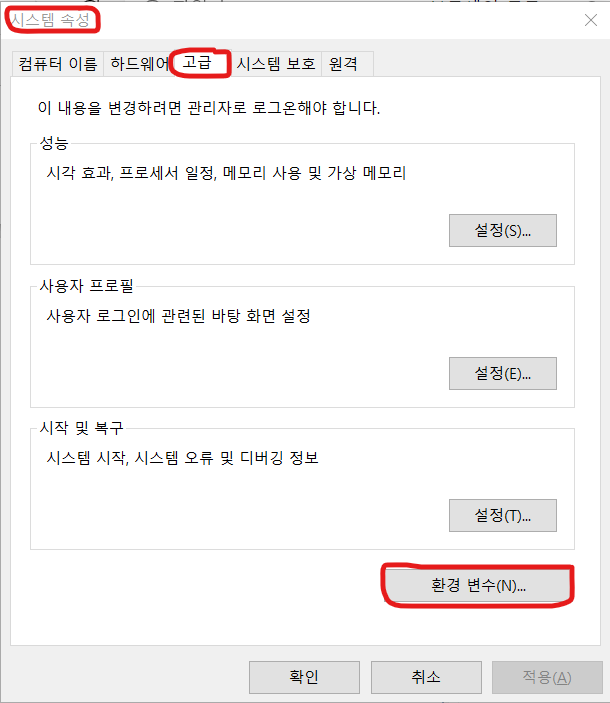 시스템 속성
컴퓨터 이름 하드웨어 고급 시스템 보호 원격
이 내용을 변경하려면 관리자로 로그온해야 합니다.
성능
시각 효과, 프로세서 일정, 메모리 사용 및 가상 메모리
설정(S)...
사용자 프로필
사용자 로그인에 관련된 바탕 화면 설정
설정(E)...
시작 및 복구
시스템 시작, 시스템 오류 및 디버깅 정보
설정(T)...
환경 변수(N)...
확인 취소 적용(A)